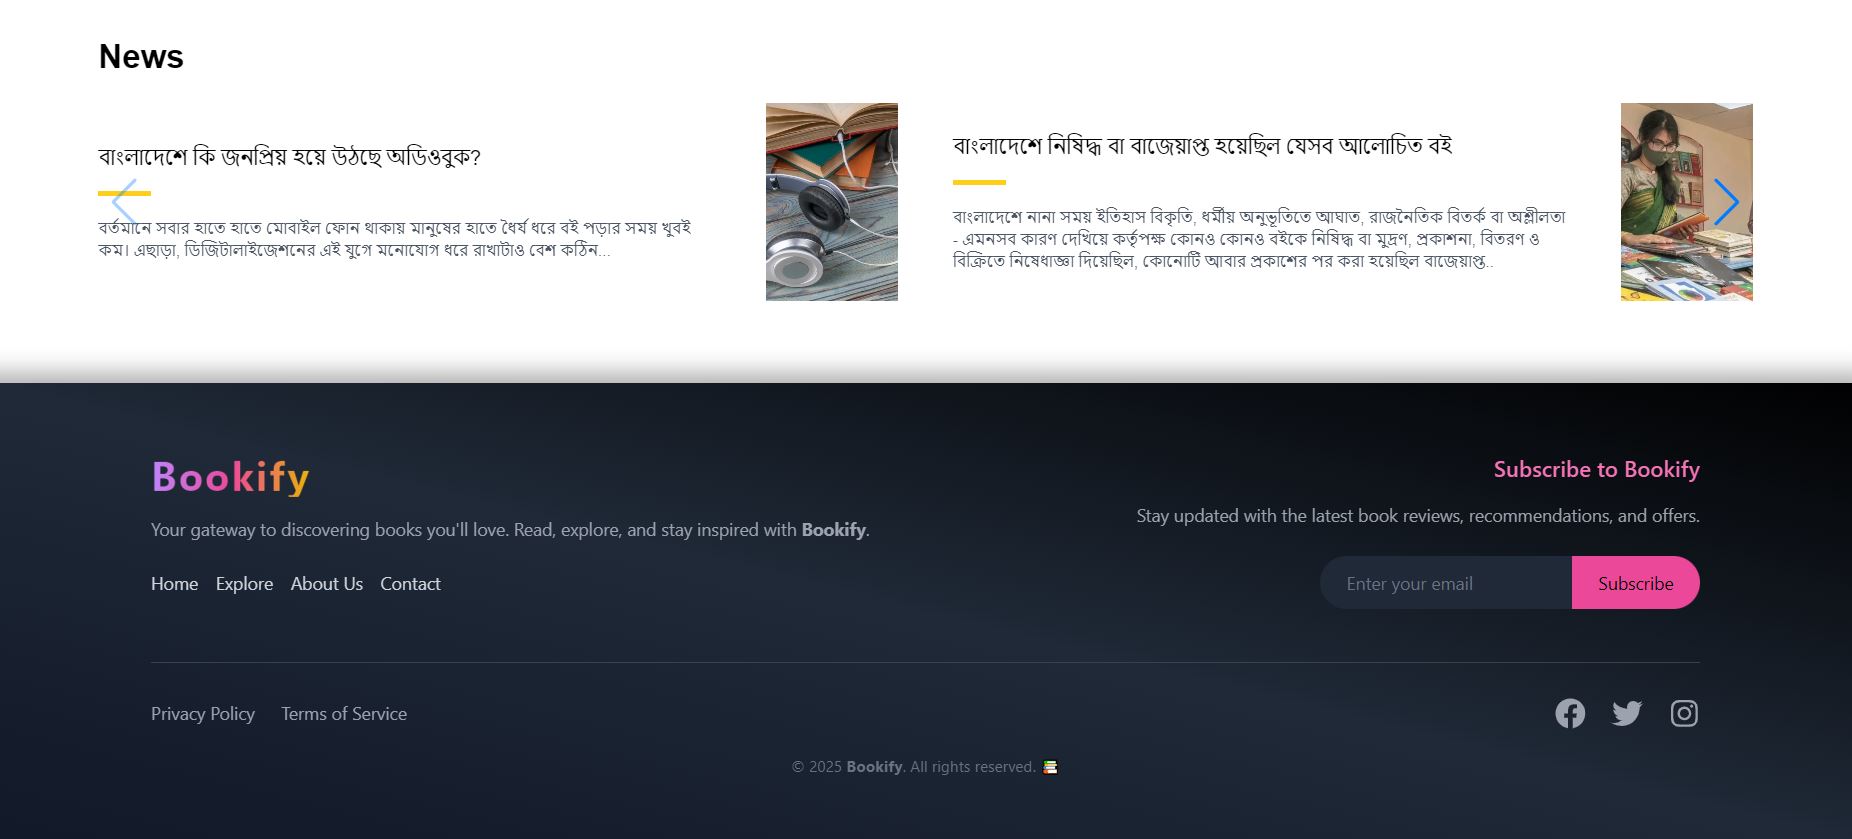 News
বাংলাদেশে কি জনপ্রিয় হয়ে উঠছে অডিওবুক?
বর্তমানে সবার হাতে হাতে মোবাইল ফোন থাকায় মানুষের হাতে ধৈর্য ধরে বই পড়ার সময় খুবই
কম। এছাড়া, ডিজিটালাইজেশনের এই যুগে মনোযোগ ধরে রাখাটাও বেশ কঠিন...
বাংলাদেশে নিষিদ্ধ বা বাজেয়াপ্ত হয়েছিল যেসব আলোচিত বই
বাংলাদেশে নানা সময় ইতিহাস বিকৃতি, ধর্মীয় অনুভূতিতে আঘাত, রাজনৈতিক বিতর্ক বা অশ্লীলতা
- এমনসব কারণ দেখিয়ে কর্তৃপক্ষ কোনও কোনও বইকে নিষিদ্ধ বা মুদ্রণ, প্রকাশনা, বিতরণ ও
বিক্রিতে নিষেধাজ্ঞা দিয়েছিল, কোনোটি আবার প্রকাশের পর করা হয়েছিল বাজেয়াপ্ত..
Bookify
Your gateway to discovering books you'll love. Read, explore, and stay inspired with Bookify.
Home Explore About Us Contact
Subscribe to Bookify
Stay updated with the latest book reviews, recommendations, and offers.
Enter your email Subscribe
Privacy Policy Terms of Service
© 2025 Bookify. All rights reserved. 📚